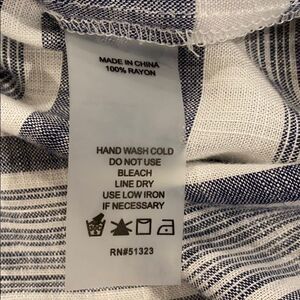 MADE IN CHINA
100% RAYON
HAND WASH COLD
DO NOT USE
BLEACH
LINE DRY
USE LOW IRON
IF NECESSARY
RN#51323